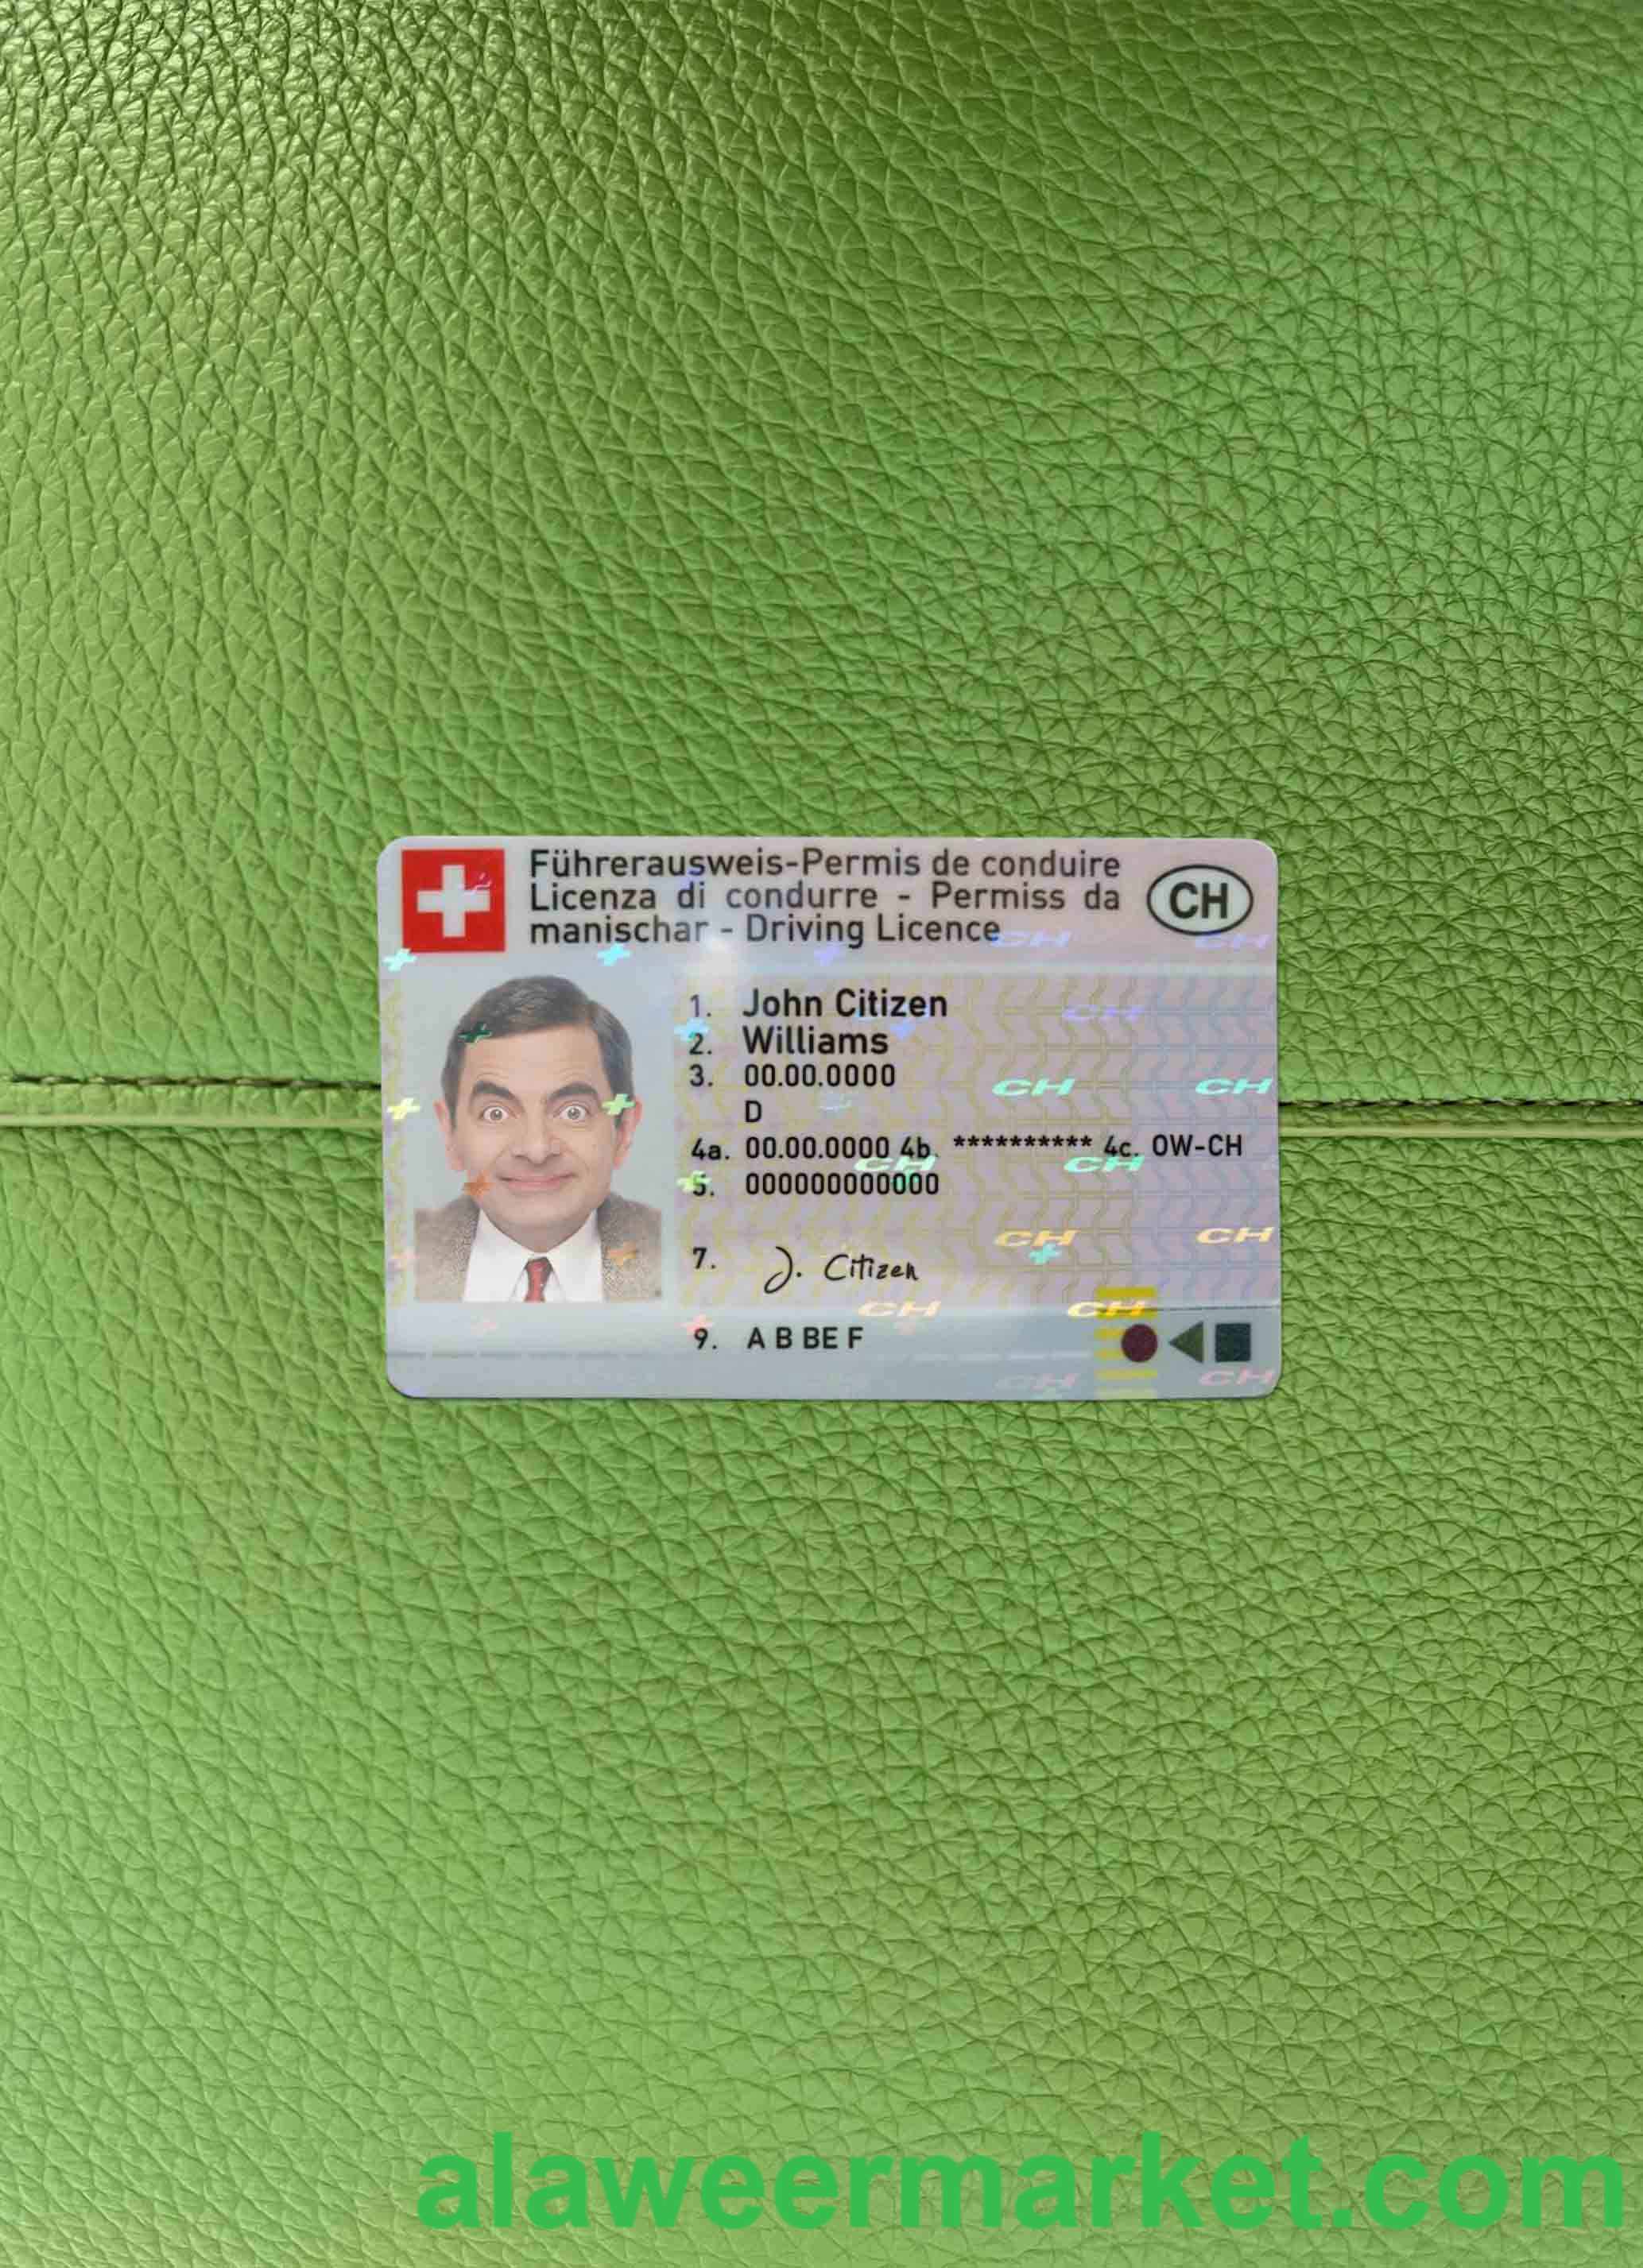 Führerausweis-Permis de conduire
Licenza di condurre - Permiss da
manischar - Driving Licence
CH
1. John Citizen
2. Williams
3. 00.00.0000
D
4a. 00.00.0000 4b. ********** 4c. OW-CH
5. 000000000000
7. J. Citizen
9. A B BE F
CH CH
CH
CH CH
CH CH
CH CH
CH CH
CH CH
alaweermarket.com